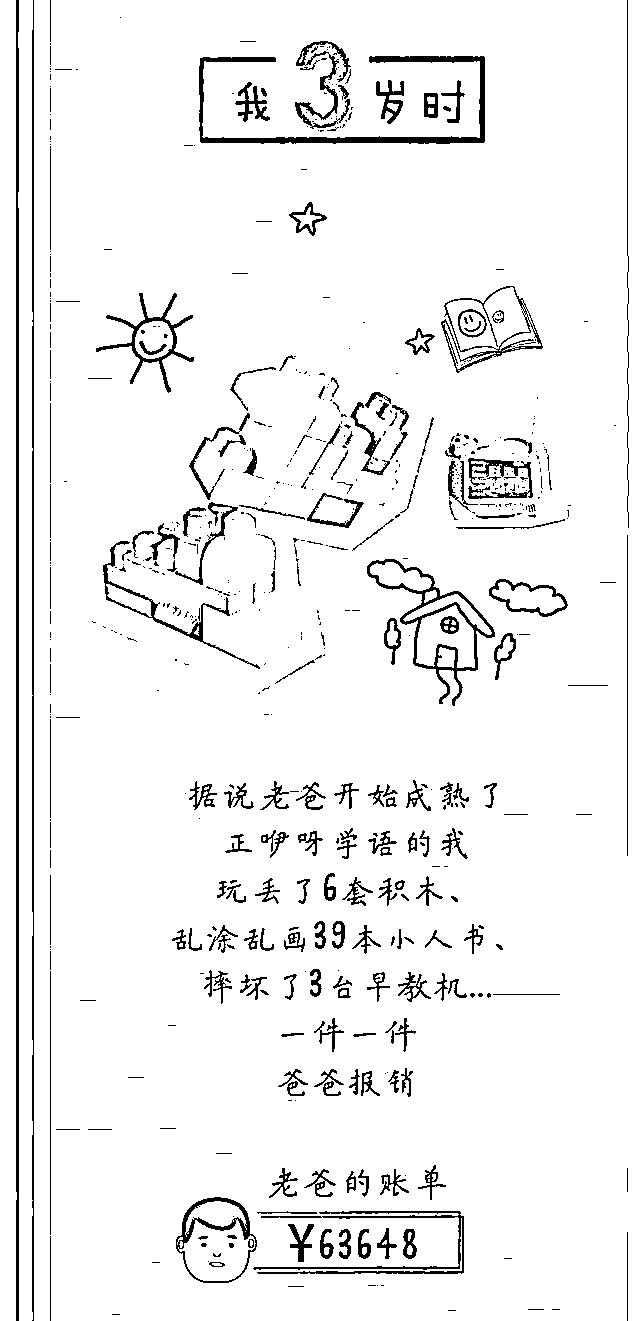 我3岁时
据说老爸开始成熟了
正咿呀学语的我
玩丢了6套积木、
乱涂乱画39本小人书、
摔坏了3台早教机...
一件一件
爸爸报销
老爸的账单
¥63648